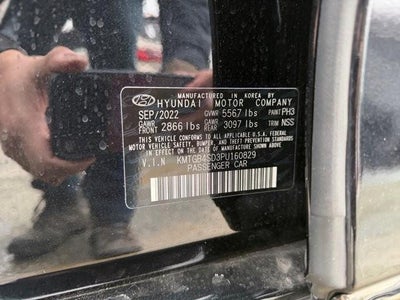 MANUFACTURED IN KOREA BY
HYUNDAI MOTOR COMPANY
SEP/2022 GVWR 5567 lbs PAINT PH3
GAWR FRONT 2866 lbs GAWR REAR 3097 lbs TRIM NSS
THIS VEHICLE CONFORMS TO ALL APPLICABLE U.S.A. FEDERAL
MOTOR VEHICLE SAFETY, BUMPER, AND THEFT PREVENTION STANDARDS
IN EFFECT ON THE DATE OF MANUFACTURE SHOWN ABOVE.
V.I.N KMTGB4SD3PU160829
PASSENGER CAR